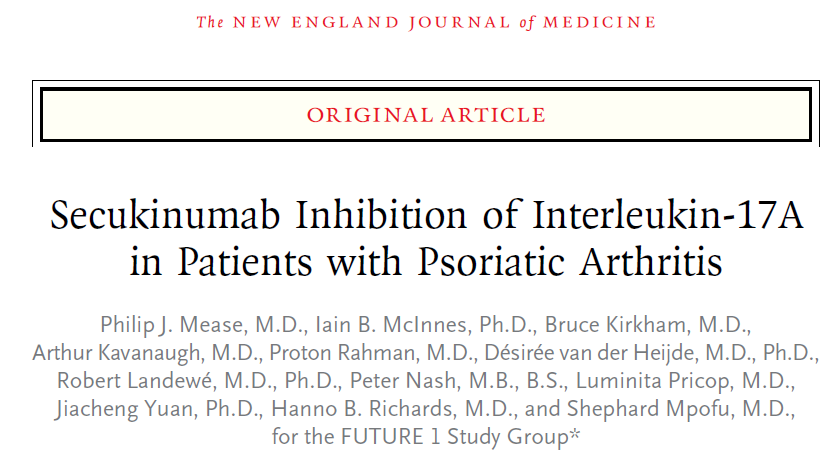 The NEW ENGLAND JOURNAL of MEDICINE
ORIGINAL ARTICLE
Secukinumab Inhibition of Interleukin-17A
in Patients with Psoriatic Arthritis
Philip J. Mease, M.D., Iain B. McInnes, Ph.D., Bruce Kirkham, M.D.,
Arthur Kavanaugh, M.D., Proton Rahman, M.D., Désirée van der Heijde, M.D., Ph.D.,
Robert Landewé, M.D., Ph.D., Peter Nash, M.B., B.S., Luminita Pricop, M.D.,
Jiacheng Yuan, Ph.D., Hanno B. Richards, M.D., and Shephard Mpofu, M.D.,
for the FUTURE 1 Study Group*